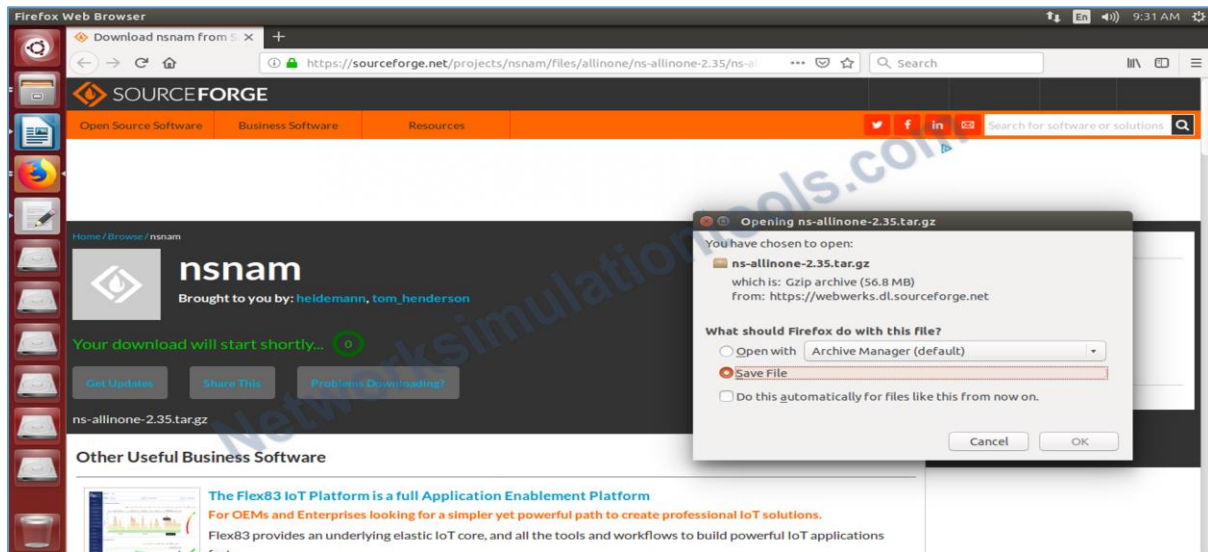 Firefox Web Browser
En
9:31 AM
Download nsnam from S
https://sourceforge.net/projects/nsnam/files/allinone/ns-allinone-2.35/ns-al
Search
SOURCEFORGE
Open Source Software Business Software Resources
f in Search for software or solutions
Home / Browse / nsnam
nsnam
Brought to you by: heidemann, tom_henderson
Your download will start shortly... 0
Get Updates Share This Problems Downloading?
ns-allinone-2.35.tar.gz
Opening ns-allinone-2.35.tar.gz
You have chosen to open:
ns-allinone-2.35.tar.gz
which is: Gzip archive (56.8 MB)
from: https://webwerks.dl.sourceforge.net
What should Firefox do with this file?
Open with Archive Manager (default)
Save File
Do this automatically for files like this from now on.
Cancel OK
Other Useful Business Software
The Flex83 IoT Platform is a full Application Enablement Platform
For OEMs and Enterprises looking for a simpler yet powerful path to create professional IoT solutions.
Flex83 provides an underlying elastic IoT core, and all the tools and workflows to build powerful IoT applications
Networksimulationtools.com